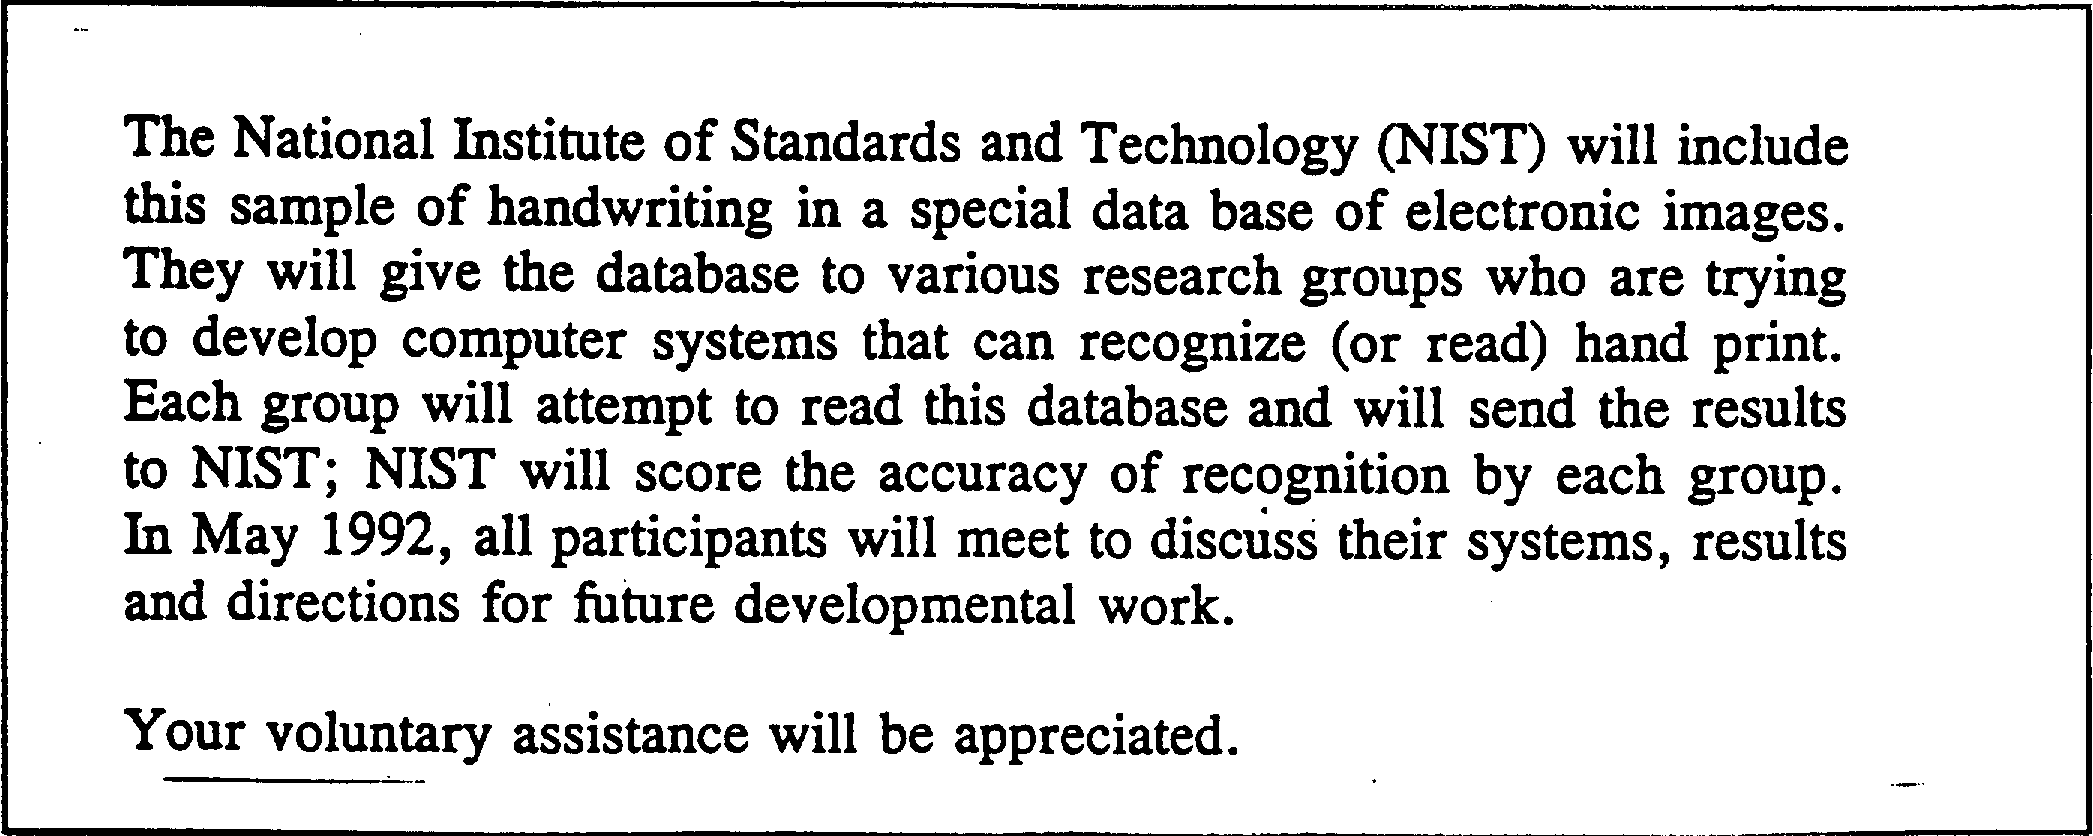 The National Institute of Standards and Technology (NIST) will include
this sample of handwriting in a special data base of electronic images.
They will give the database to various research groups who are trying
to develop computer systems that can recognize (or read) hand print.
Each group will attempt to read this database and will send the results
to NIST; NIST will score the accuracy of recognition by each group.
In May 1992, all participants will meet to discuss their systems, results
and directions for future developmental work.
Your voluntary assistance will be appreciated.